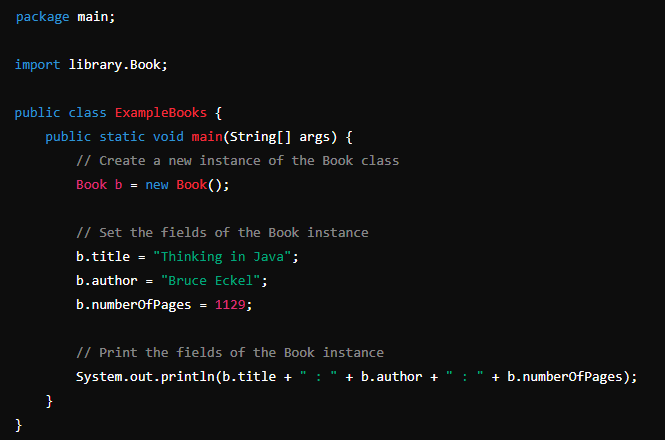 package main;
import library.Book;
public class ExampleBooks {
public static void main(String[] args) {
// Create a new instance of the Book class
Book b = new Book();
// Set the fields of the Book instance
b.title = "Thinking in Java";
b.author = "Bruce Eckel";
b.numberOfPages = 1129;
// Print the fields of the Book instance
System.out.println(b.title + " : " + b.author + " : " + b.numberOfPages);
}
}